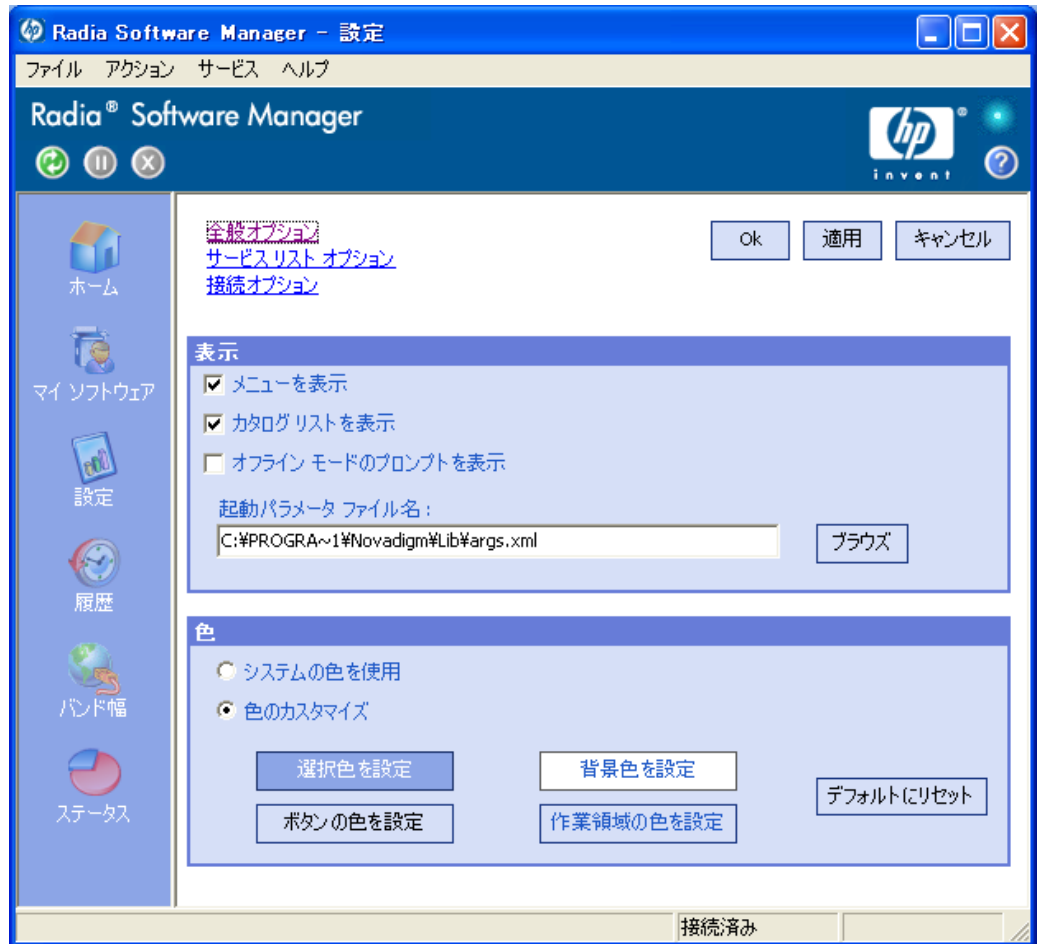 Radia Software Manager - 設定
ファイル アクション サービス ヘルプ
Radia® Software Manager
hp ®
invent
ホーム
マイ ソフトウェア
設定
履歴
バンド幅
ステータス
全般オプション
サービス リスト オプション
接続オプション
Ok 適用 キャンセル
表示
メニューを表示
カタログ リストを表示
オフライン モードのプロンプトを表示
起動パラメータ ファイル名:
C:¥PROGRA~1¥Novadigm¥Lib¥args.xml
ブラウズ
色
システムの色を使用
色のカスタマイズ
選択色を設定 背景色を設定
ボタンの色を設定 作業領域の色を設定
デフォルトにリセット
接続済み